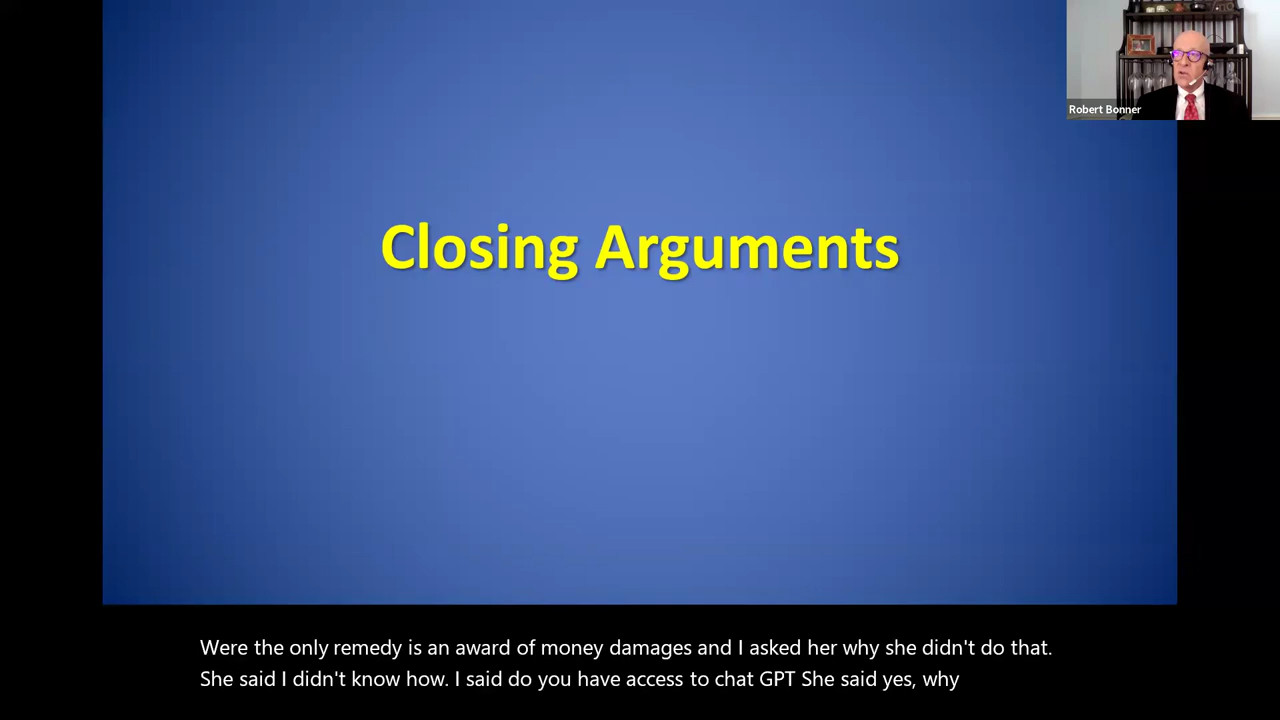 Robert Bonner
Closing Arguments
Were the only remedy is an award of money damages and I asked her why she didn't do that.
She said I didn't know how. I said do you have access to chat GPT She said yes, why